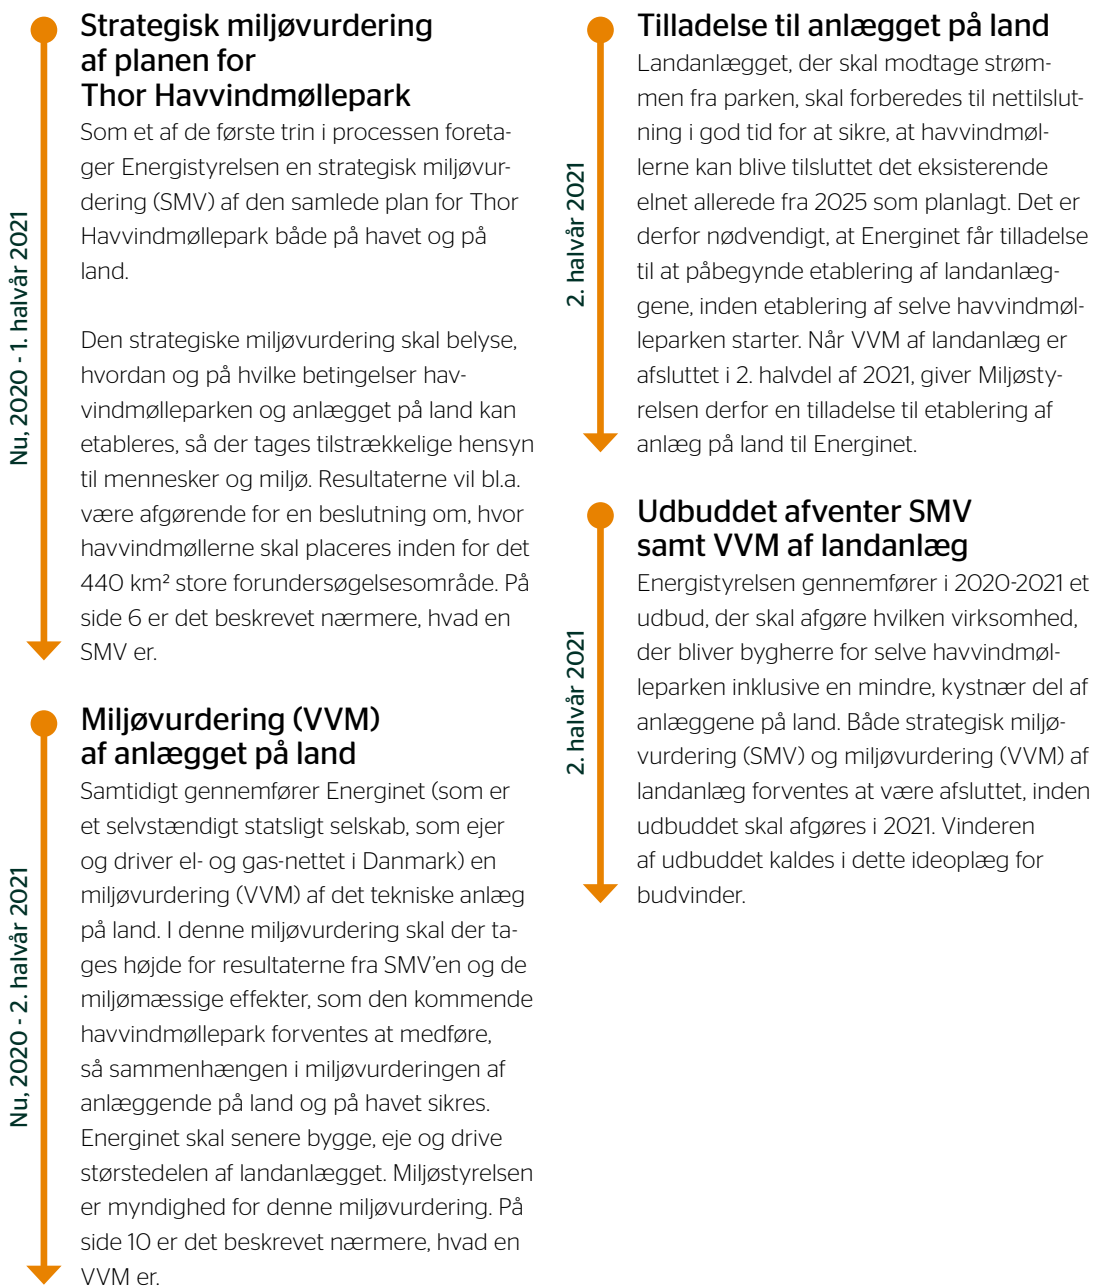 Nu, 2020 - 1. halvår 2021
Strategisk miljøvurdering
af planen for
Thor Havvindmøllepark
Som et af de første trin i processen foreta-
ger Energistyrelsen en strategisk miljøvur-
dering (SMV) af den samlede plan for Thor
Havvindmøllepark både på havet og på
land.
Den strategiske miljøvurdering skal belyse,
hvordan og på hvilke betingelser hav-
vindmølleparken og anlægget på land kan
etableres, så der tages tilstrækkelige hensyn
til mennesker og miljø. Resultaterne vil bl.a.
være afgørende for en beslutning om, hvor
havvindmøllerne skal placeres inden for det
440 km² store forundersøgelsesområde. På
side 6 er det beskrevet nærmere, hvad en
SMV er.
Nu, 2020 - 2. halvår 2021
Miljøvurdering (VVM)
af anlægget på land
Samtidigt gennemfører Energinet (som er
et selvstændigt statsligt selskab, som ejer
og driver el- og gas-nettet i Danmark) en
miljøvurdering (VVM) af det tekniske anlæg
på land. I denne miljøvurdering skal der ta-
ges højde for resultaterne fra SMV’en og de
miljømæssige effekter, som den kommende
havvindmøllepark forventes at medføre,
så sammenhængen i miljøvurderingen af
anlæggende på land og på havet sikres.
Energinet skal senere bygge, eje og drive
størstedelen af landanlægget. Miljøstyrelsen
er myndighed for denne miljøvurdering. På
side 10 er det beskrevet nærmere, hvad en
VVM er.
2. halvår 2021
Tilladelse til anlægget på land
Landanlægget, der skal modtage strøm-
men fra parken, skal forberedes til nettilslut-
ning i god tid for at sikre, at havvindmøl-
lerne kan blive tilsluttet det eksisterende
elnet allerede fra 2025 som planlagt. Det er
derfor nødvendigt, at Energinet får tilladelse
til at påbegynde etablering af landanlæg-
gene, inden etablering af selve havvindmøl-
leparken starter. Når VVM af landanlæg er
afsluttet i 2. halvdel af 2021, giver Miljøsty-
relsen derfor en tilladelse til etablering af
anlæg på land til Energinet.
2. halvår 2021
Udbuddet afventer SMV
samt VVM af landanlæg
Energistyrelsen gennemfører i 2020-2021 et
udbud, der skal afgøre hvilken virksomhed,
der bliver bygherre for selve havvindmøl-
leparken inklusive en mindre, kystnær del af
anlæggene på land. Både strategisk miljø-
vurdering (SMV) og miljøvurdering (VVM) af
landanlæg forventes at være afsluttet, inden
udbuddet skal afgøres i 2021. Vinderen
af udbuddet kaldes i dette ideoplæg for
budvinder.